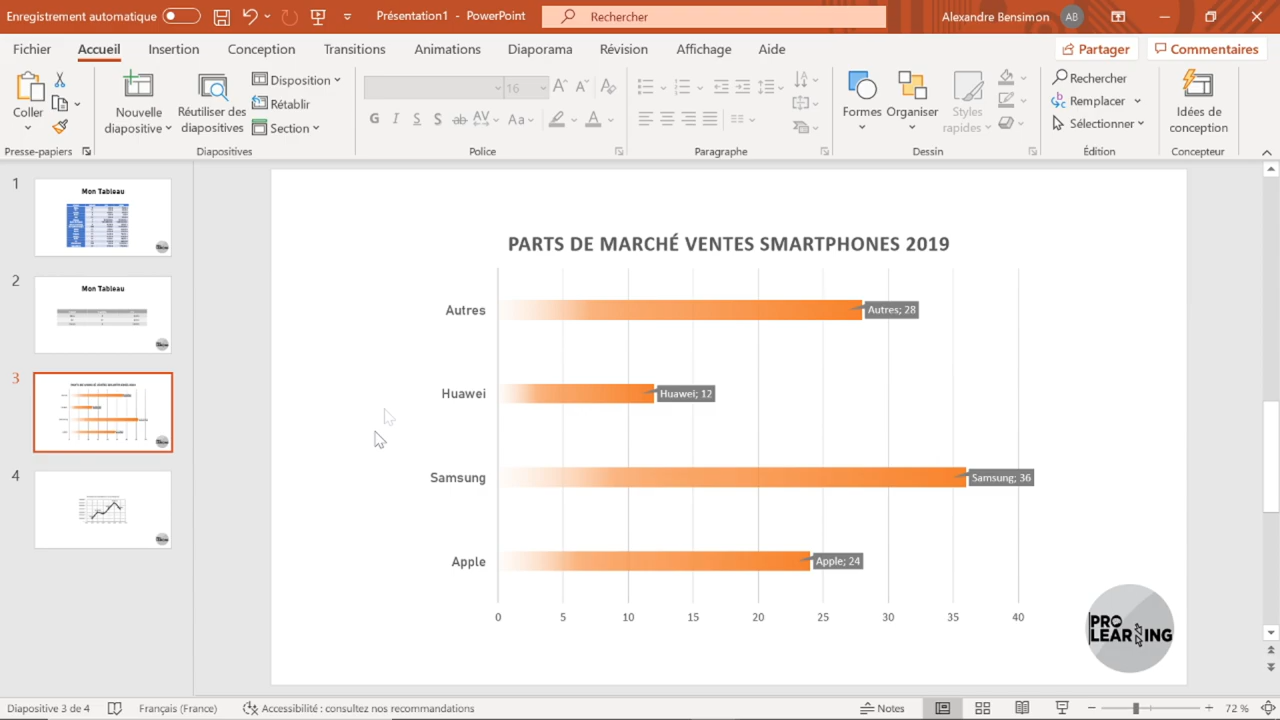 Enregistrement automatique
Présentation1 - PowerPoint
Rechercher
Alexandre Bensimon
AB
Fichier
Accueil
Insertion
Conception
Transitions
Animations
Diaporama
Révision
Affichage
Aide
Partager
Commentaires
Coller
Nouvelle
diapositive
Réutiliser des
diapositives
Disposition
Rétablir
Section
Formes
Organiser
Styles
rapides
Rechercher
Remplacer
Sélectionner
Idées de
conception
Presse-papiers
Diapositives
Police
Paragraphe
Dessin
Édition
Concepteur
1
Mon Tableau
2
Mon Tableau
3
4
PARTS DE MARCHÉ VENTES SMARTPHONES 2019
Autres
Autres; 28
Huawei
Huawei; 12
Samsung
Samsung; 36
Apple
Apple; 24
0 5 10 15 20 25 30 35 40
PRO
LEARNING
Diapositive 3 de 4
Français (France)
Accessibilité : consultez nos recommandations
Notes
72 %